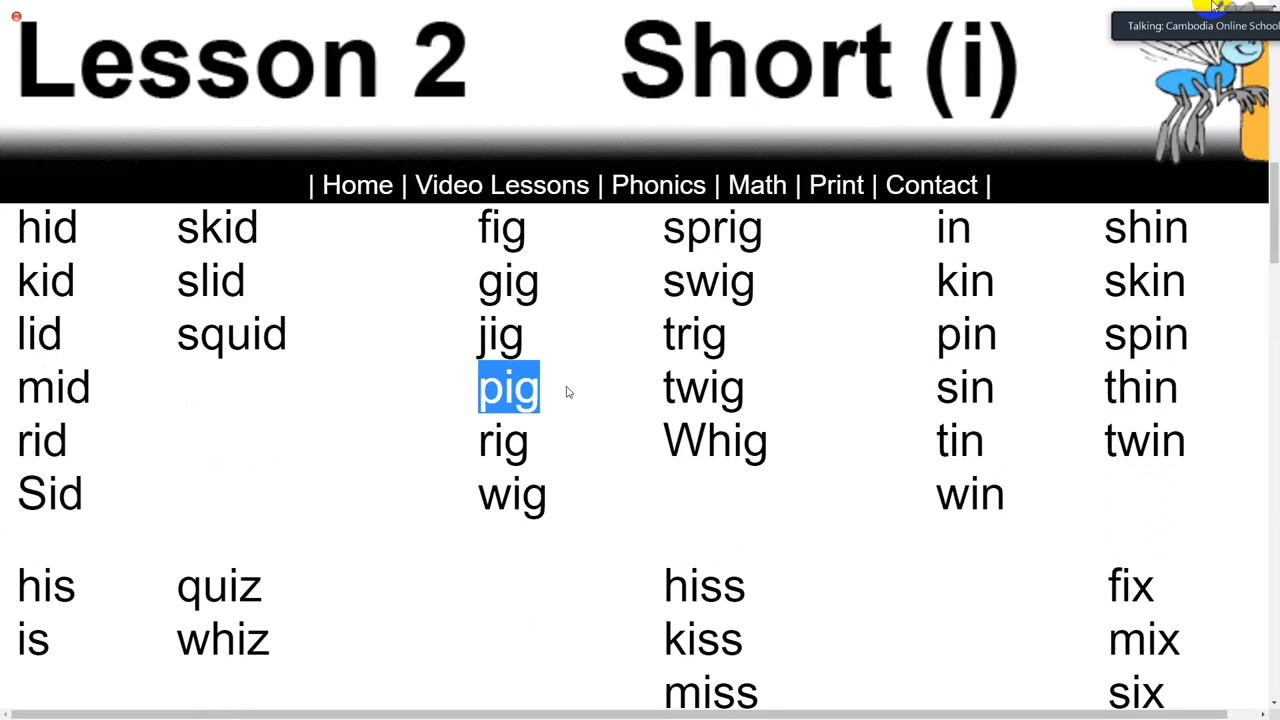 Talking: Cambodia Online School
Lesson 2 Short (i)
| Home | Video Lessons | Phonics | Math | Print | Contact |
hid skid fig sprig in shin
kid slid gig swig kin skin
lid squid jig trig pin spin
mid pig twig sin thin
rid rig Whig tin twin
Sid wig win
his quiz hiss fix
is whiz kiss mix
miss six